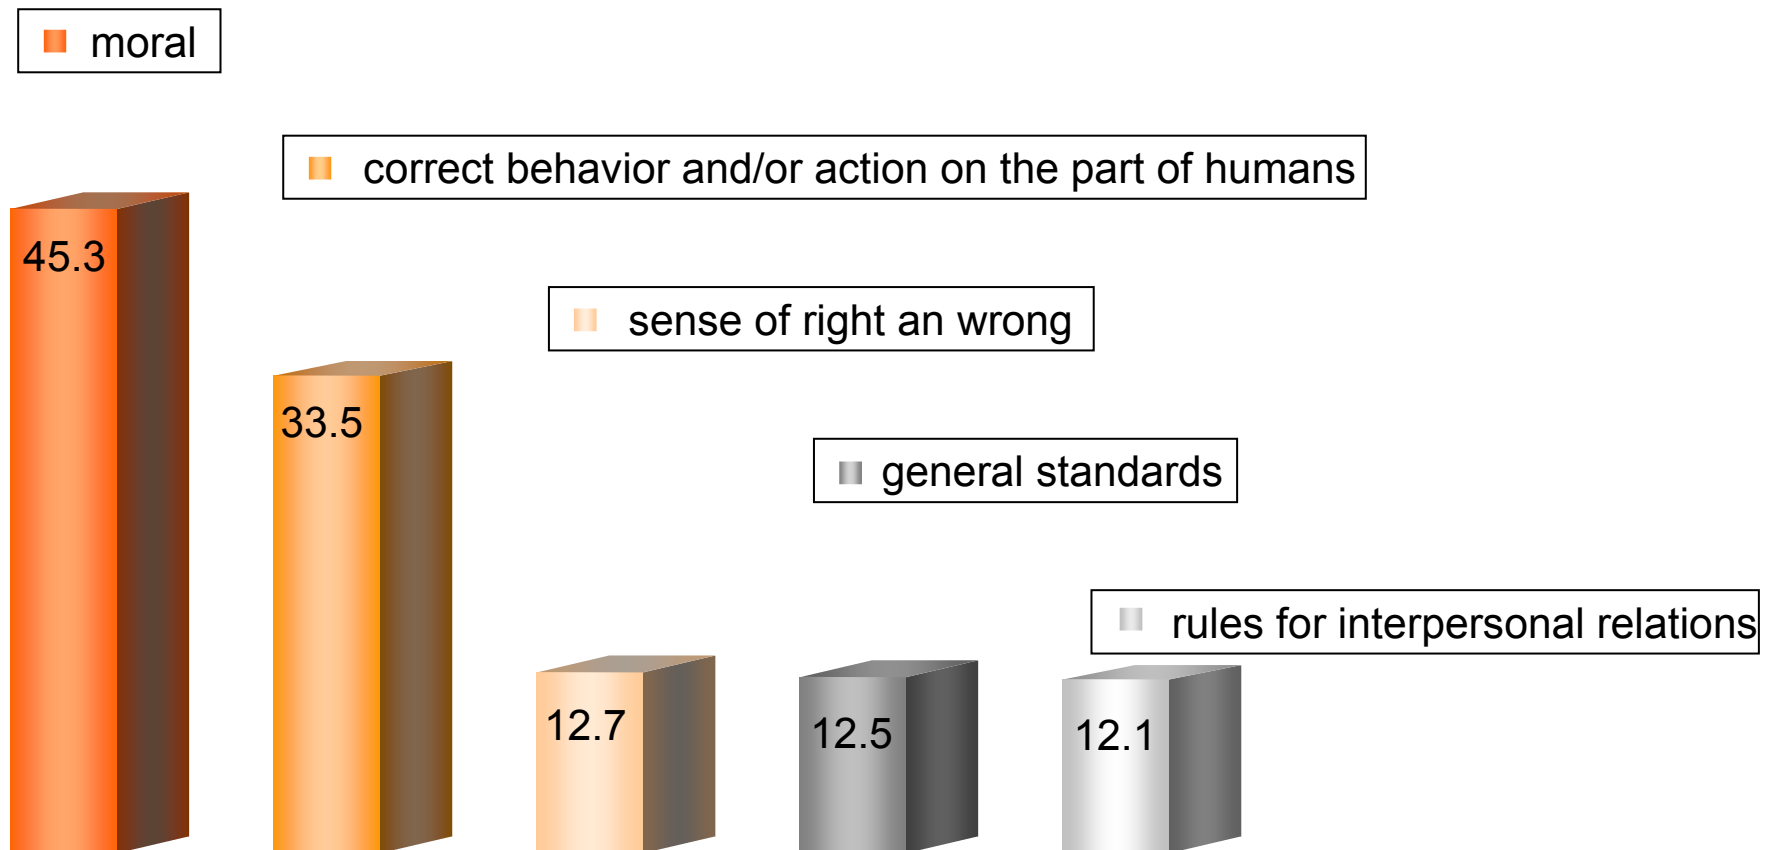 moral
correct behavior and/or action on the part of humans
45.3
sense of right an wrong
33.5
general standards
rules for interpersonal relations
12.7
12.5
12.1